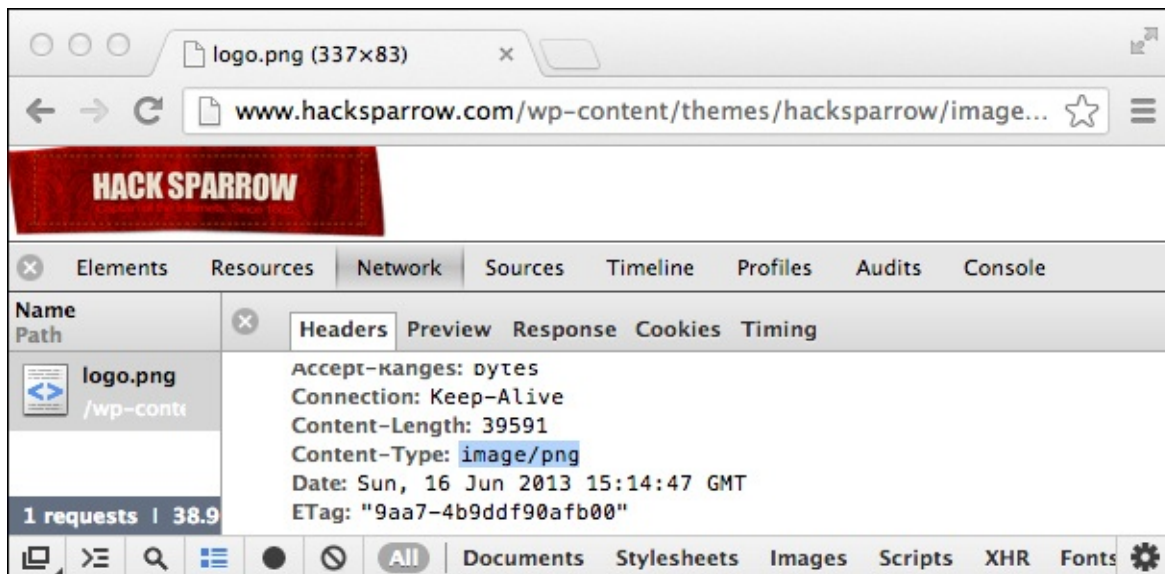 logo.png (337×83)
www.hacksparrow.com/wp-content/themes/hacksparrow/image...
HACK SPARROW
Elements Resources Network Sources Timeline Profiles Audits Console
Name
Path
Headers Preview Response Cookies Timing
logo.png
/wp-conte
Accept-Ranges: bytes
Connection: Keep-Alive
Content-Length: 39591
Content-Type: image/png
Date: Sun, 16 Jun 2013 15:14:47 GMT
ETag: "9aa7-4b9ddf90afb00"
1 requests | 38.9
All Documents Stylesheets Images Scripts XHR Fonts